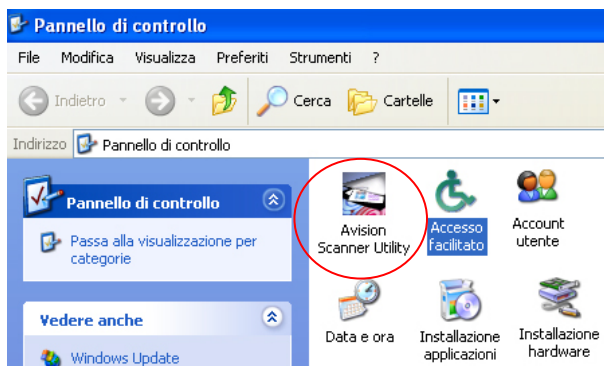 Pannello di controllo
File Modifica Visualizza Preferiti Strumenti ?
Indietro Cerca Cartelle
Indirizzo Pannello di controllo
Pannello di controllo
Passa alla visualizzazione per
categorie
Vedere anche
Windows Update
Avision
Scanner Utility
Accesso
facilitato
Account
utente
Data e ora
Installazione
applicazioni
Installazione
hardware